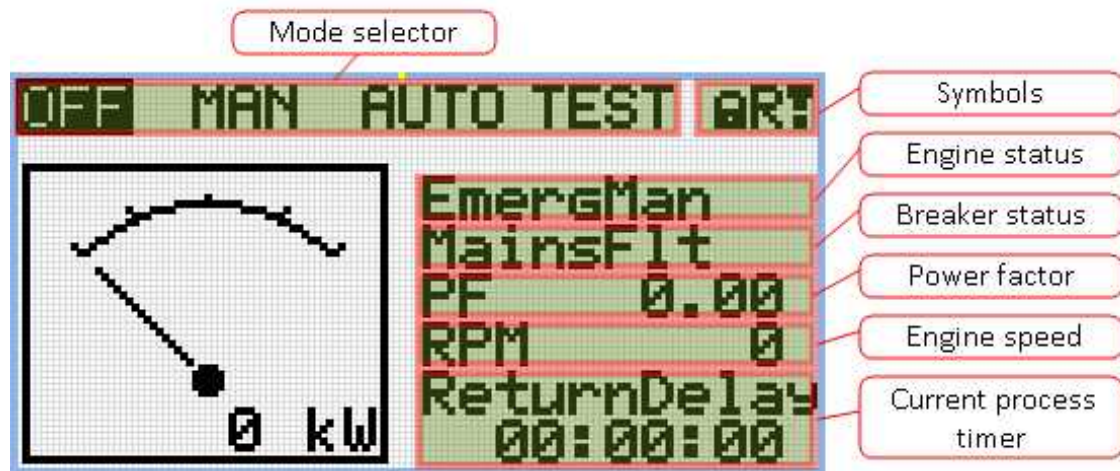 Mode selector
OFF MAN AUTO TEST R!
Symbols
Engine status
EmergMan
Breaker status
MainsFlt
Power factor
PF 0.00
Engine speed
RPM 0
ReturnDelay
Current process
timer
00:00:00
0 kW